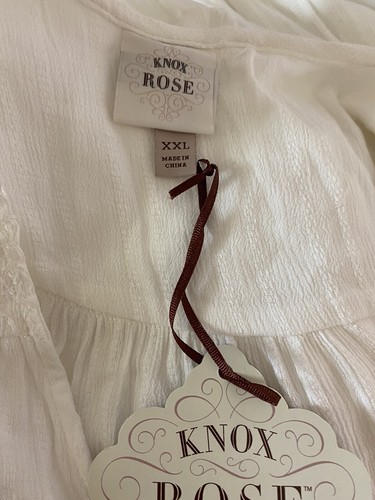 KNOX
ROSE
XXL
MADE IN
CHINA
KNOX
ROSE™